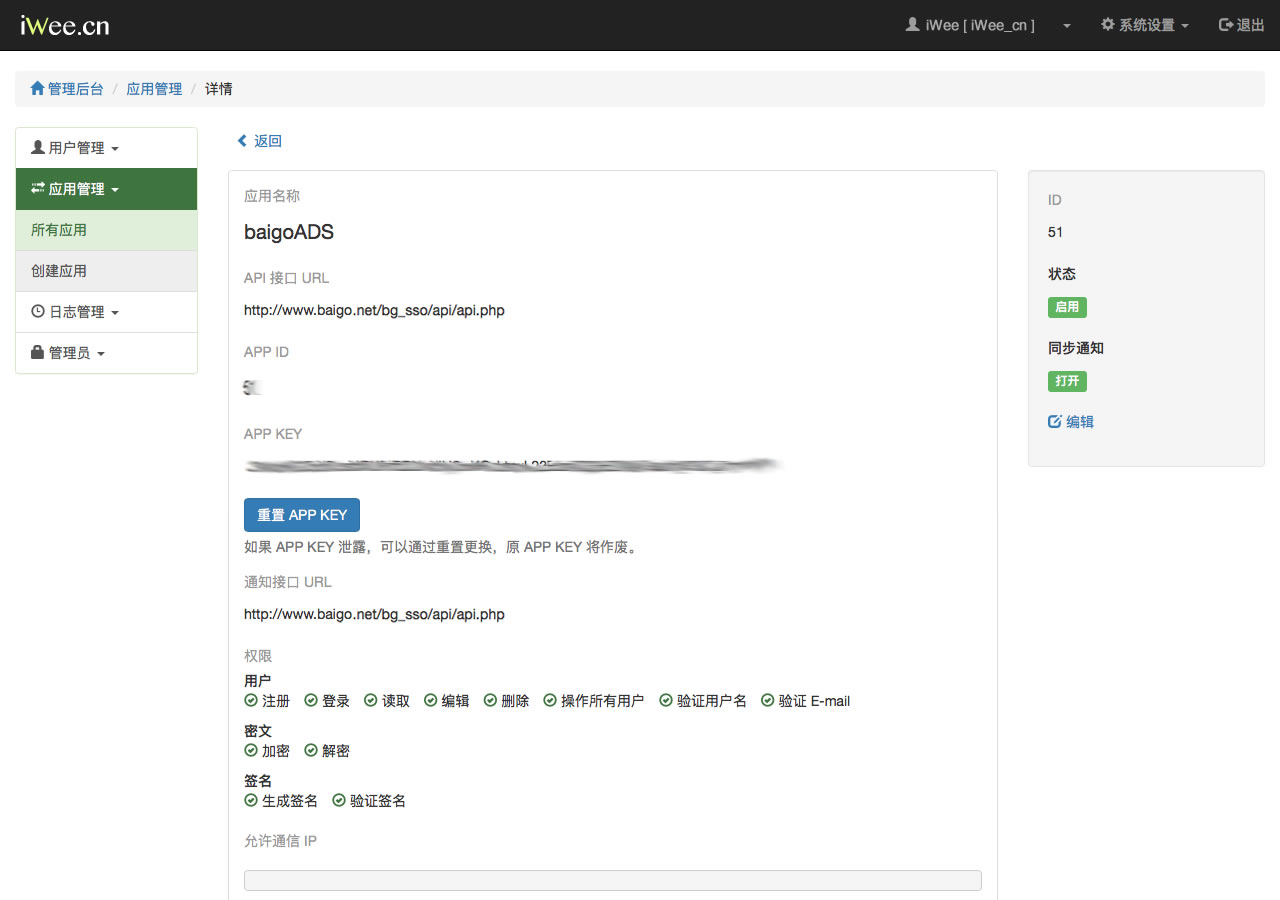 iWee.cn
iWee [ iWee_cn ] 系统设置 退出
管理后台 / 应用管理 / 详情
用户管理
应用管理
所有应用
创建应用
日志管理
管理员
返回
应用名称
baigoADS
API 接口 URL
http://www.baigo.net/bg_sso/api/api.php
APP ID
APP KEY
重置 APP KEY
如果 APP KEY 泄露，可以通过重置更换，原 APP KEY 将作废。
通知接口 URL
http://www.baigo.net/bg_sso/api/api.php
权限
用户
注册 登录 读取 编辑 删除 操作所有用户 验证用户名 验证 E-mail
密文
加密 解密
签名
生成签名 验证签名
允许通信 IP
ID
51
状态
启用
同步通知
打开
编辑